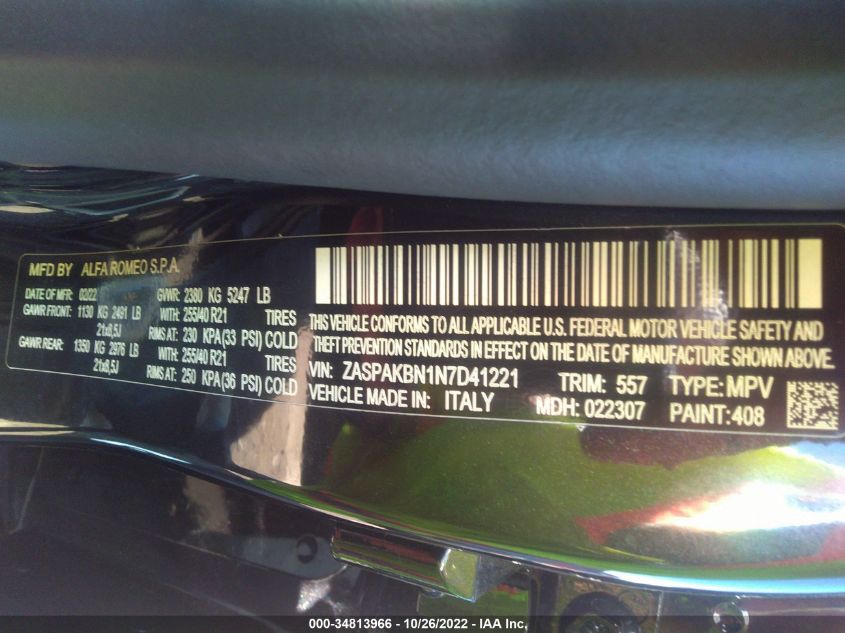 MFD BY ALFA ROMEO S.P.A.
DATE OF MFR: 02/22 GVWR: 2380 KG 5247 LB
GAWR FRONT: 1130 KG 2491 LB WITH: 255/40 R21 TIRES
21x8,5J RIMS AT: 230 KPA(33 PSI) COLD
GAWR REAR: 1350 KG 2976 LB WITH: 255/40 R21 TIRES
21x8,5J RIMS AT: 250 KPA(36 PSI) COLD
THIS VEHICLE CONFORMS TO ALL APPLICABLE U.S. FEDERAL MOTOR VEHICLE SAFETY AND
THEFT PREVENTION STANDARDS IN EFFECT ON THE DATE OF MANUFACTURE SHOWN ABOVE.
VIN: ZASPAKBN1N7D41221 TRIM: 557 TYPE: MPV
VEHICLE MADE IN: ITALY MDH: 022307 PAINT: 408
000-34813966 - 10/26/2022 - IAA Inc.